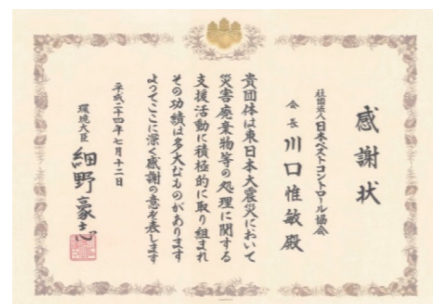 感謝状
社団法人日本ペストコントロール協会
会長 川口惟敏殿
貴団体は東日本大震災において
災害廃棄物等の処理に関する
支援活動に積極的に取り組まれ
その功績は多大なものがあります
よってここに深く感謝の意を表します
平成二十四年七月十二日
環境大臣 細野豪志